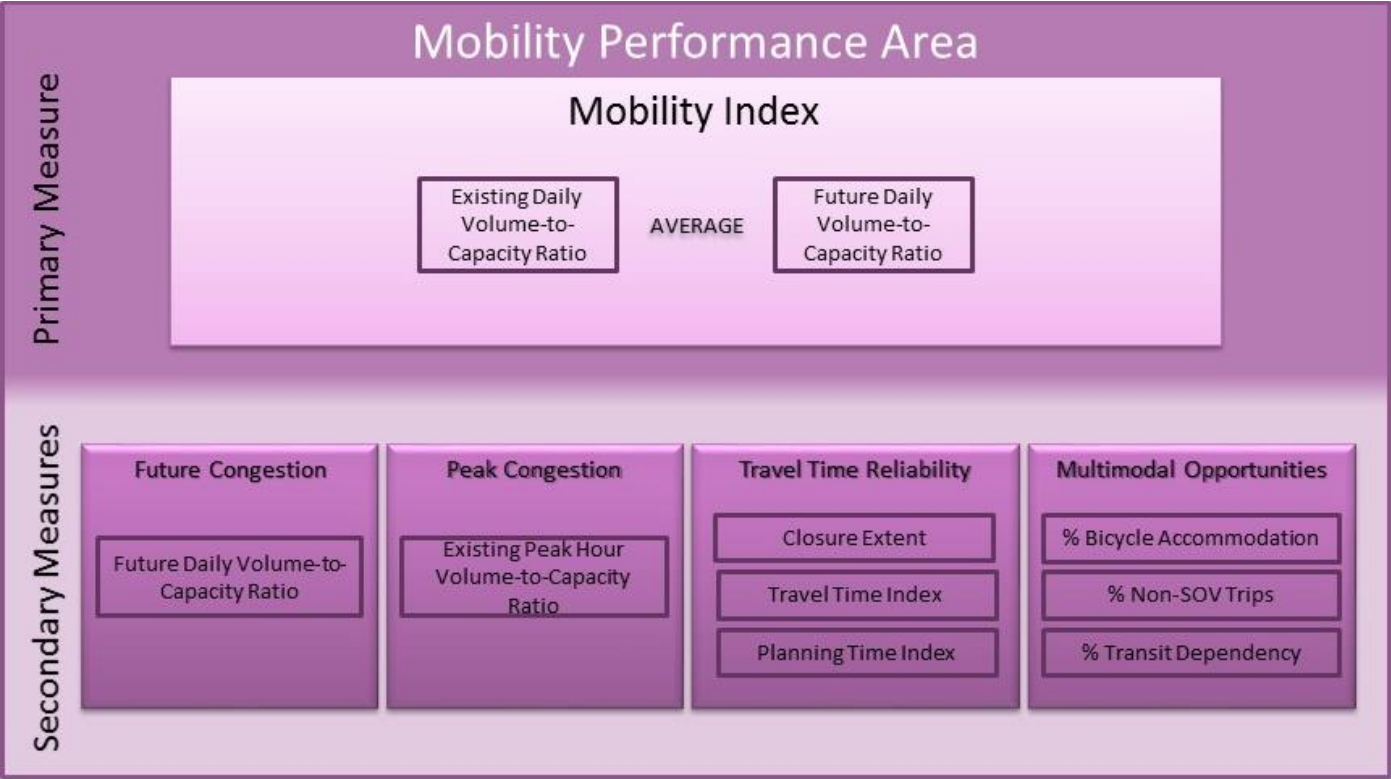 Mobility Performance Area
Primary Measure
Mobility Index
Existing Daily
Volume-to-
Capacity Ratio
AVERAGE
Future Daily
Volume-to-
Capacity Ratio
Secondary Measures
Future Congestion
Future Daily Volume-to-
Capacity Ratio
Peak Congestion
Existing Peak Hour
Volume-to-Capacity
Ratio
Travel Time Reliability
Closure Extent
Travel Time Index
Planning Time Index
Multimodal Opportunities
% Bicycle Accommodation
% Non-SOV Trips
% Transit Dependency